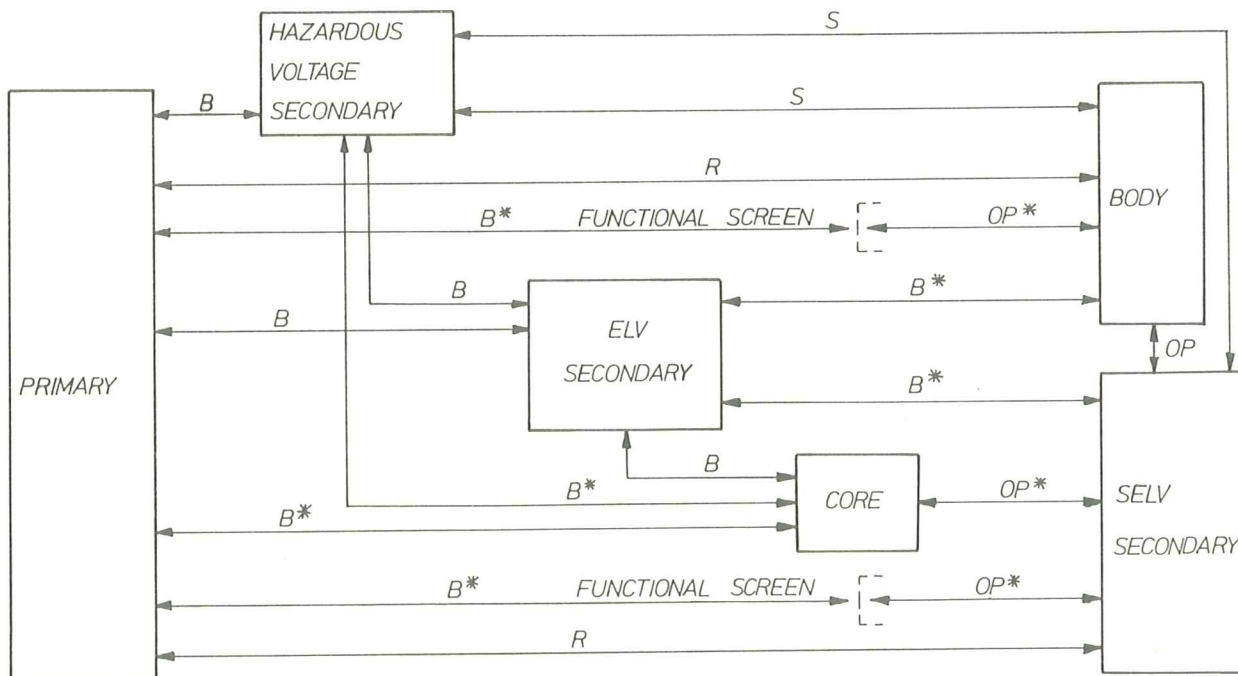 S
HAZARDOUS
VOLTAGE
SECONDARY
B
S
R
BODY
B* FUNCTIONAL SCREEN OP*
B
B*
B
ELV
SECONDARY
OP
PRIMARY
B*
B
B*
CORE
OP*
SELV
SECONDARY
B*
B* FUNCTIONAL SCREEN OP*
R